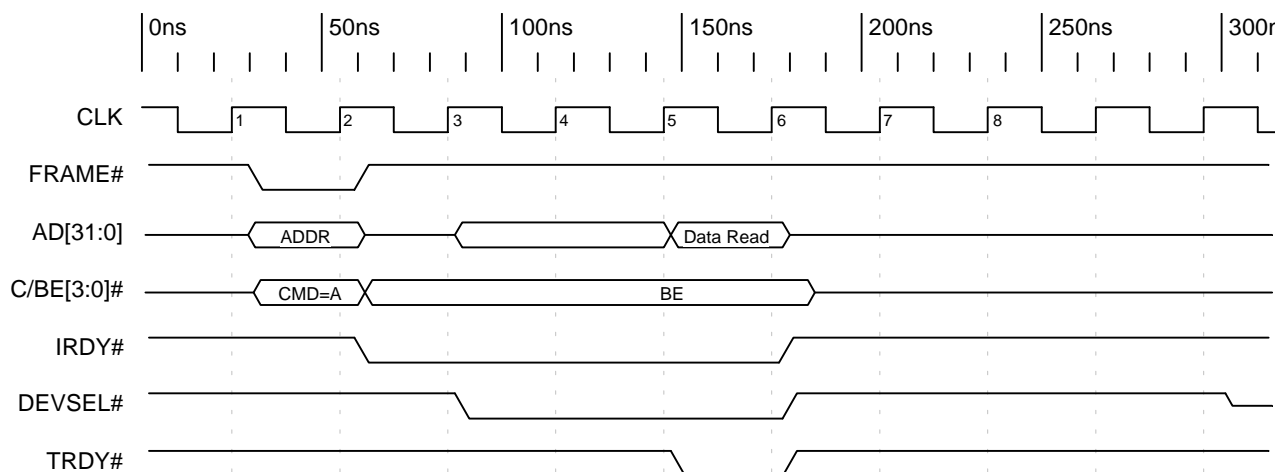 0ns 50ns 100ns 150ns 200ns 250ns 300n
CLK 1 2 3 4 5 6 7 8
FRAME#
AD[31:0] ADDR Data Read
C/BE[3:0]# CMD=A BE
IRDY#
DEVSEL#
TRDY#